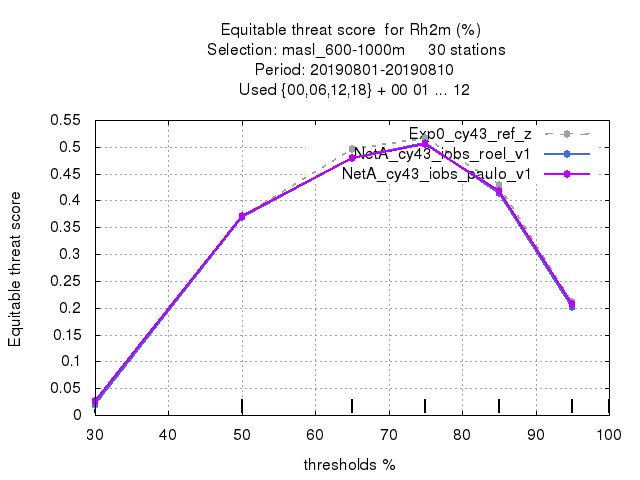 Equitable threat score  for Rh2m (%)
Selection: masl_600-1000m     30 stations
Period: 20190801-20190810
Used {00,06,12,18} + 00 01 ... 12
Exp0_cy43_ref_z
NetA_cy43_iobs_roel_v1
NetA_cy43_iobs_paulo_v1
Equitable threat score
0.55
0.5
0.45
0.4
0.35
0.3
0.25
0.2
0.15
0.1
0.05
0
30 40 50 60 70 80 90 100
thresholds %